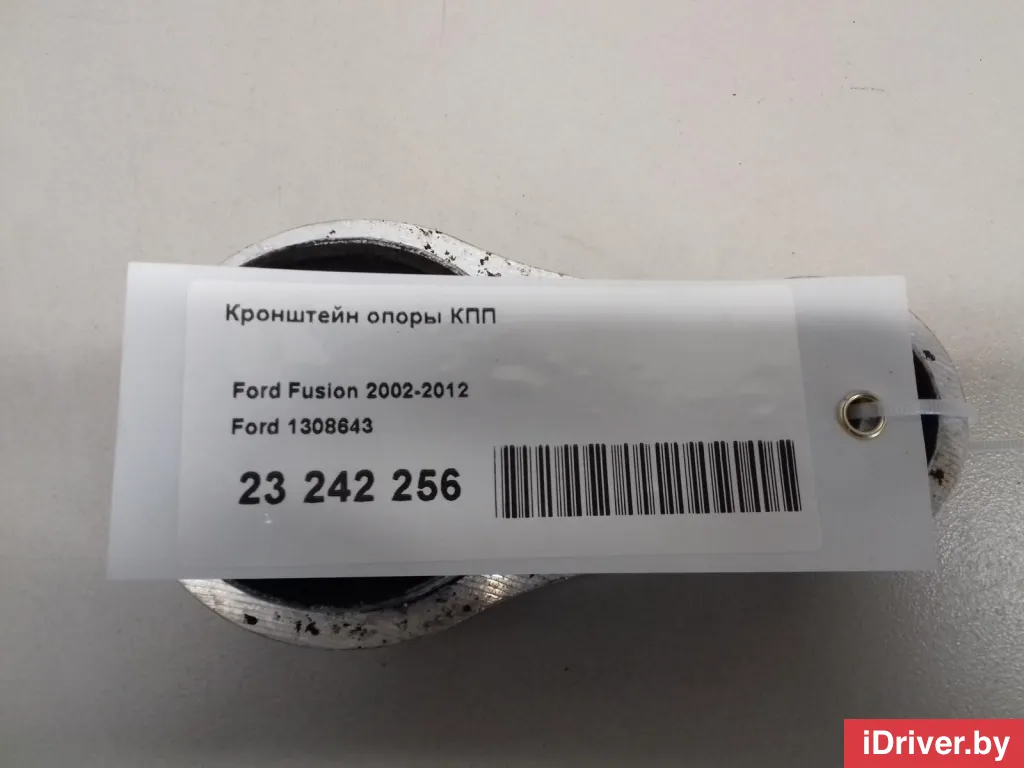 Кронштейн опоры КПП
Ford Fusion 2002-2012
Ford 1308643
23 242 256
iDriver.by